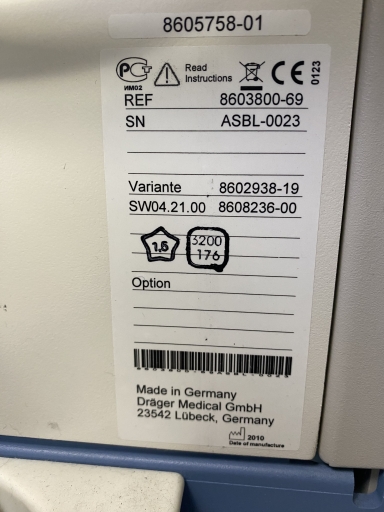 8605758-01
Read
Instructions
ИМ02
0123
REF 8603800-69
SN ASBL-0023
Variante 8602938-19
SW04.21.00 8608236-00
1,5
3200
176
Option
Made in Germany
Dräger Medical GmbH
23542 Lübeck, Germany
2010
Date of manufacture